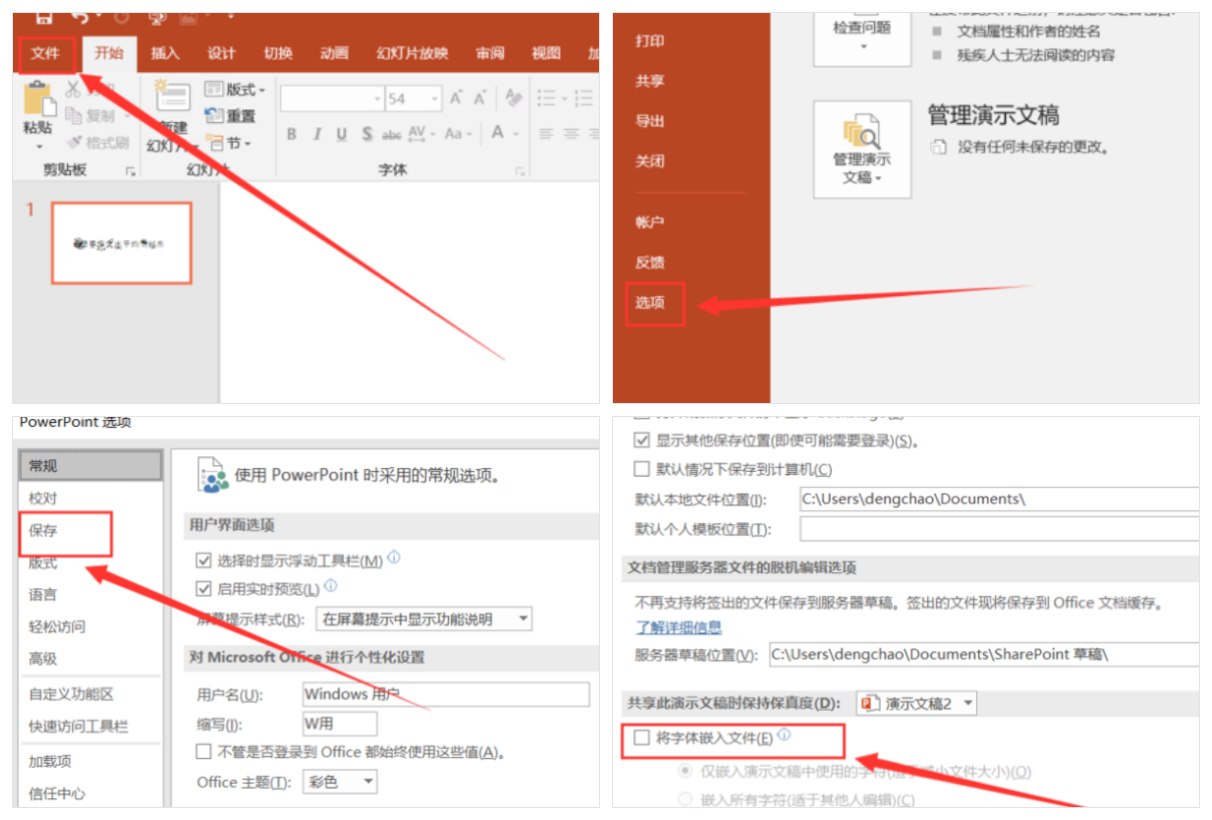 文件 开始 插入 设计 切换 动画 幻灯片放映 审阅 视图
粘贴
复制
格式刷
新建
幻灯片
版式
重置
节
54
B I U S abc AV Aa A
剪贴板 幻灯片 字体
1
打印
共享
导出
关闭
帐户
反馈
选项
检查问题
文档属性和作者的姓名
残疾人士无法阅读的内容
管理演示
文稿
管理演示文稿
没有任何未保存的更改。
PowerPoint 选项
常规
校对
保存
版式
语言
轻松访问
高级
自定义功能区
快速访问工具栏
加载项
信任中心
使用 PowerPoint 时采用的常规选项。
用户界面选项
选择时显示浮动工具栏(M)
启用实时预览(L)
屏幕提示样式(R): 在屏幕提示中显示功能说明
对 Microsoft Office 进行个性化设置
用户名(U): Windows 用户
缩写(I): W用
不管是否登录到 Office 都始终使用这些值(A)。
Office 主题(T): 彩色
显示其他保存位置(即使可能需要登录)(S)。
默认情况下保存到计算机(C)
默认本地文件位置(I): C:\Users\dengchao\Documents\
默认个人模板位置(T):
文档管理服务器文件的脱机编辑选项
不再支持将签出的文件保存到服务器草稿。签出的文件现将保存到 Office 文档缓存。
了解详细信息
服务器草稿位置(V): C:\Users\dengchao\Documents\SharePoint 草稿\
共享此演示文稿时保持保真度(D): 演示文稿2
将字体嵌入文件(E)
仅嵌入演示文稿中使用的字符(适于减小文件大小)(O)
嵌入所有字符(适于其他人编辑)(C)